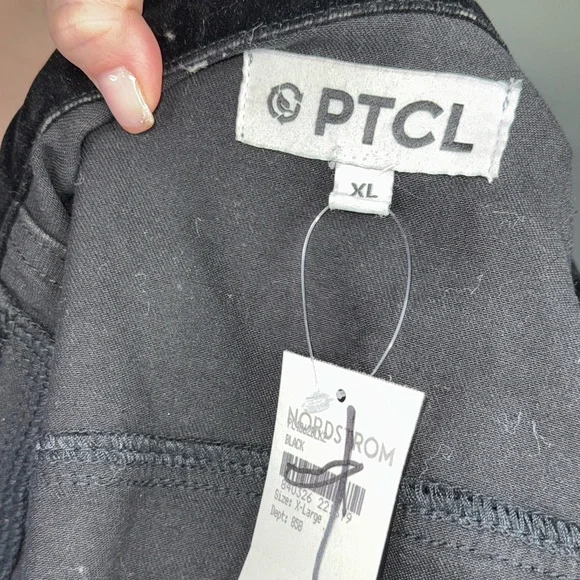 PTCL
XL
NORDSTROM
BLACK
Size: X-Large
Dept: 858